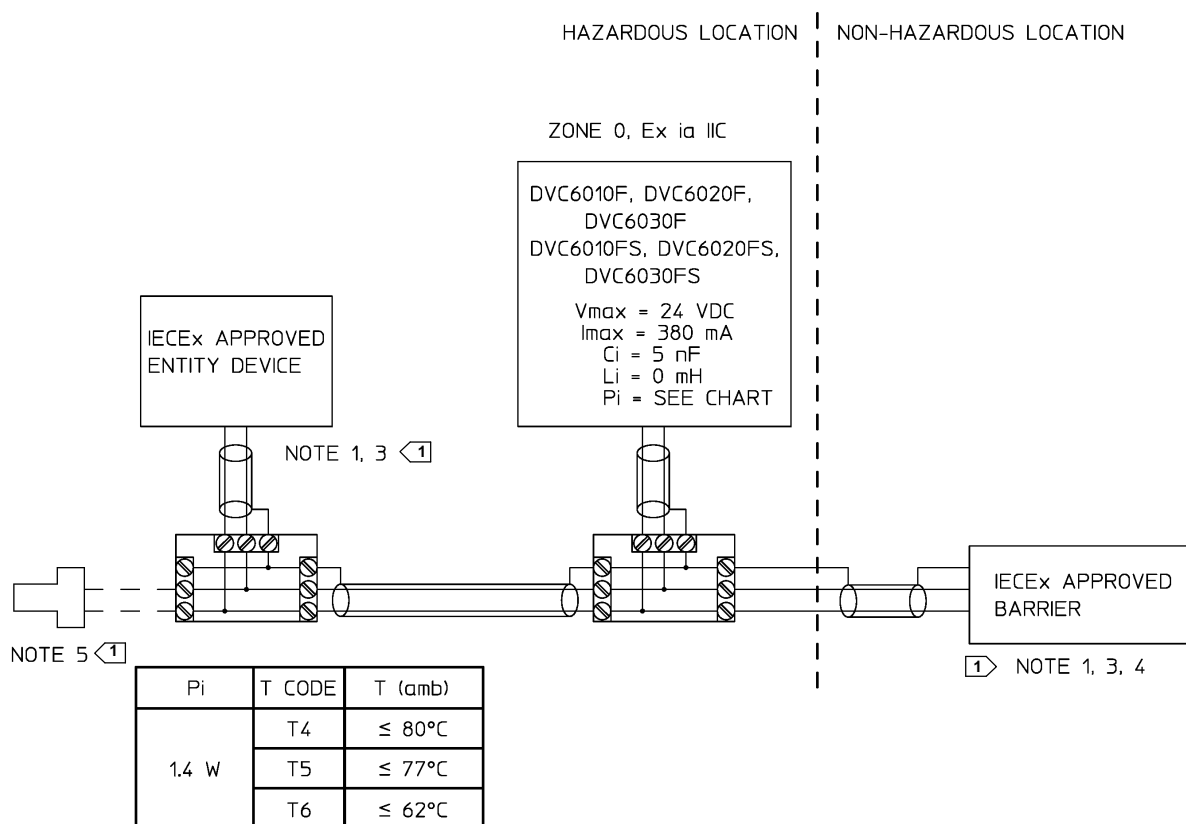 HAZARDOUS LOCATION
NON-HAZARDOUS LOCATION
ZONE 0, Ex ia IIC
DVC6010F, DVC6020F,
DVC6030F
DVC6010FS, DVC6020FS,
DVC6030FS
Vmax = 24 VDC
Imax = 380 mA
Ci = 5 nF
Li = 0 mH
Pi = SEE CHART
IECEx APPROVED
ENTITY DEVICE
NOTE 1, 3 1
IECEx APPROVED
BARRIER
NOTE 5 1
1 NOTE 1, 3, 4
Pi T CODE T (amb)
1.4 W
T4 ≤ 80°C
T5 ≤ 77°C
T6 ≤ 62°C